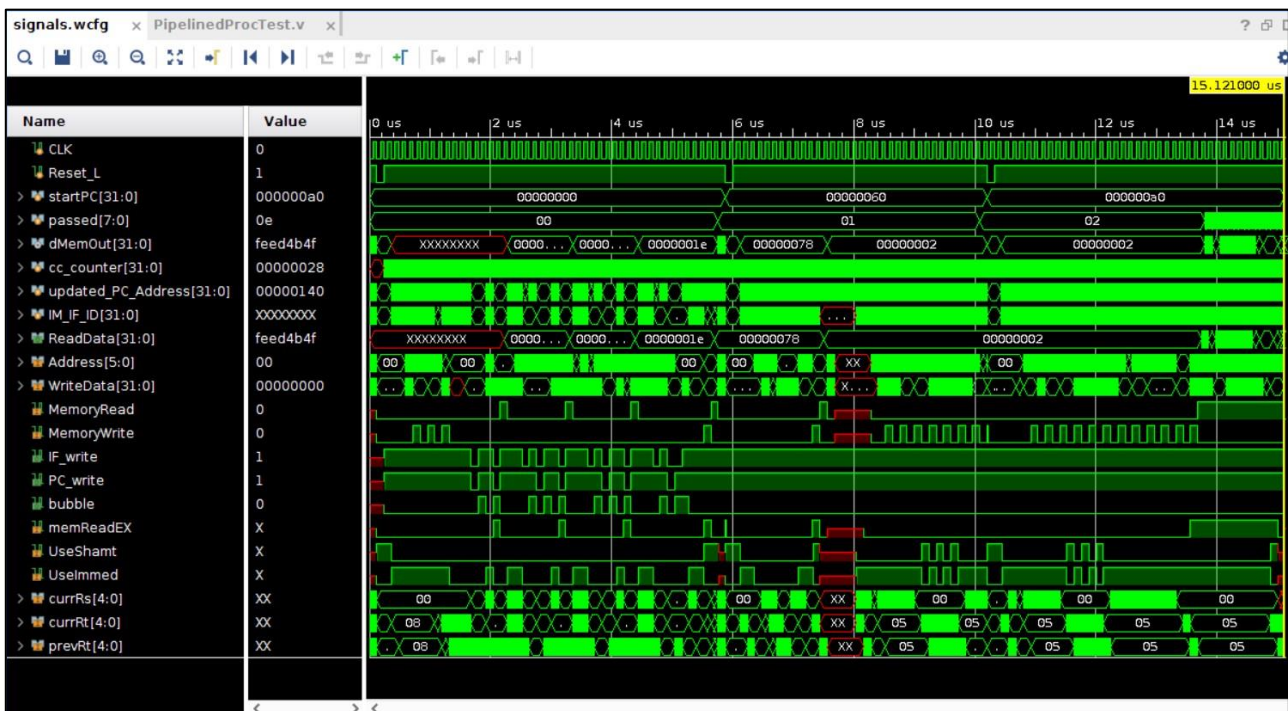 signals.wcfg × PipelinedProcTest.v ×
?
15.121000 us
Name Value
0 us 2 us 4 us 6 us 8 us 10 us 12 us 14 us
CLK 0
Reset_L 1
startPC[31:0] 000000a0 00000000 00000060 000000a0
passed[7:0] 0e 00 01 02
dMemOut[31:0] feed4b4f XXXXXXXX 0000... 0000... 0000001e 00000078 00000002 00000002
cc_counter[31:0] 00000028
updated_PC_Address[31:0] 00000140
IM_IF_ID[31:0] XXXXXXXX ...
ReadData[31:0] feed4b4f XXXXXXXX 0000... 0000... 0000001e 00000078 00000002
Address[5:0] 00 00 00 . 00 00 . XX 00
WriteData[31:0] 00000000 .. .. ... ... X... .. ...
MemoryRead 0
MemoryWrite 0
IF_write 1
PC_write 1
bubble 0
memReadEX X
UseShamt X
UseImmed X
currRs[4:0] XX 00 . 00 XX 00 . 00 00
currRt[4:0] XX 08 . . . XX 05 05 05 05 05
prevRt[4:0] XX . 08 . XX 05 05 05 05